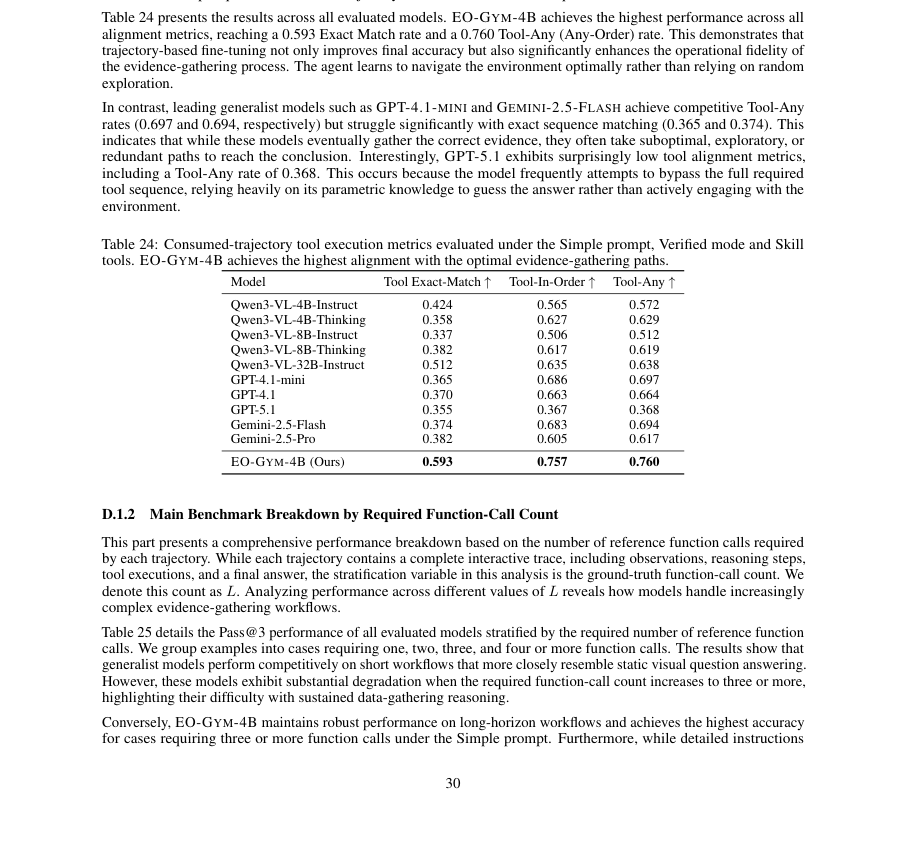 Table 24 presents the results across all evaluated models. EO-GYM-4B achieves the highest performance across all
alignment metrics, reaching a 0.593 Exact Match rate and a 0.760 Tool-Any (Any-Order) rate. This demonstrates that
trajectory-based fine-tuning not only improves final accuracy but also significantly enhances the operational fidelity of
the evidence-gathering process. The agent learns to navigate the environment optimally rather than relying on random
exploration.
In contrast, leading generalist models such as GPT-4.1-MINI and GEMINI-2.5-FLASH achieve competitive Tool-Any
rates (0.697 and 0.694, respectively) but struggle significantly with exact sequence matching (0.365 and 0.374). This
indicates that while these models eventually gather the correct evidence, they often take suboptimal, exploratory, or
redundant paths to reach the conclusion. Interestingly, GPT-5.1 exhibits surprisingly low tool alignment metrics,
including a Tool-Any rate of 0.368. This occurs because the model frequently attempts to bypass the full required
tool sequence, relying heavily on its parametric knowledge to guess the answer rather than actively engaging with the
environment.
Table 24: Consumed-trajectory tool execution metrics evaluated under the Simple prompt, Verified mode and Skill
tools. EO-GYM-4B achieves the highest alignment with the optimal evidence-gathering paths.
Model Tool Exact-Match ↑ Tool-In-Order ↑ Tool-Any ↑
Qwen3-VL-4B-Instruct 0.424 0.565 0.572
Qwen3-VL-4B-Thinking 0.358 0.627 0.629
Qwen3-VL-8B-Instruct 0.337 0.506 0.512
Qwen3-VL-8B-Thinking 0.382 0.617 0.619
Qwen3-VL-32B-Instruct 0.512 0.635 0.638
GPT-4.1-mini 0.365 0.686 0.697
GPT-4.1 0.370 0.663 0.664
GPT-5.1 0.355 0.367 0.368
Gemini-2.5-Flash 0.374 0.683 0.694
Gemini-2.5-Pro 0.382 0.605 0.617
EO-GYM-4B (Ours) 0.593 0.757 0.760
D.1.2 Main Benchmark Breakdown by Required Function-Call Count
This part presents a comprehensive performance breakdown based on the number of reference function calls required
by each trajectory. While each trajectory contains a complete interactive trace, including observations, reasoning steps,
tool executions, and a final answer, the stratification variable in this analysis is the ground-truth function-call count. We
denote this count as L. Analyzing performance across different values of L reveals how models handle increasingly
complex evidence-gathering workflows.
Table 25 details the Pass@3 performance of all evaluated models stratified by the required number of reference function
calls. We group examples into cases requiring one, two, three, and four or more function calls. The results show that
generalist models perform competitively on short workflows that more closely resemble static visual question answering.
However, these models exhibit substantial degradation when the required function-call count increases to three or more,
highlighting their difficulty with sustained data-gathering reasoning.
Conversely, EO-GYM-4B maintains robust performance on long-horizon workflows and achieves the highest accuracy
for cases requiring three or more function calls under the Simple prompt. Furthermore, while detailed instructions
30